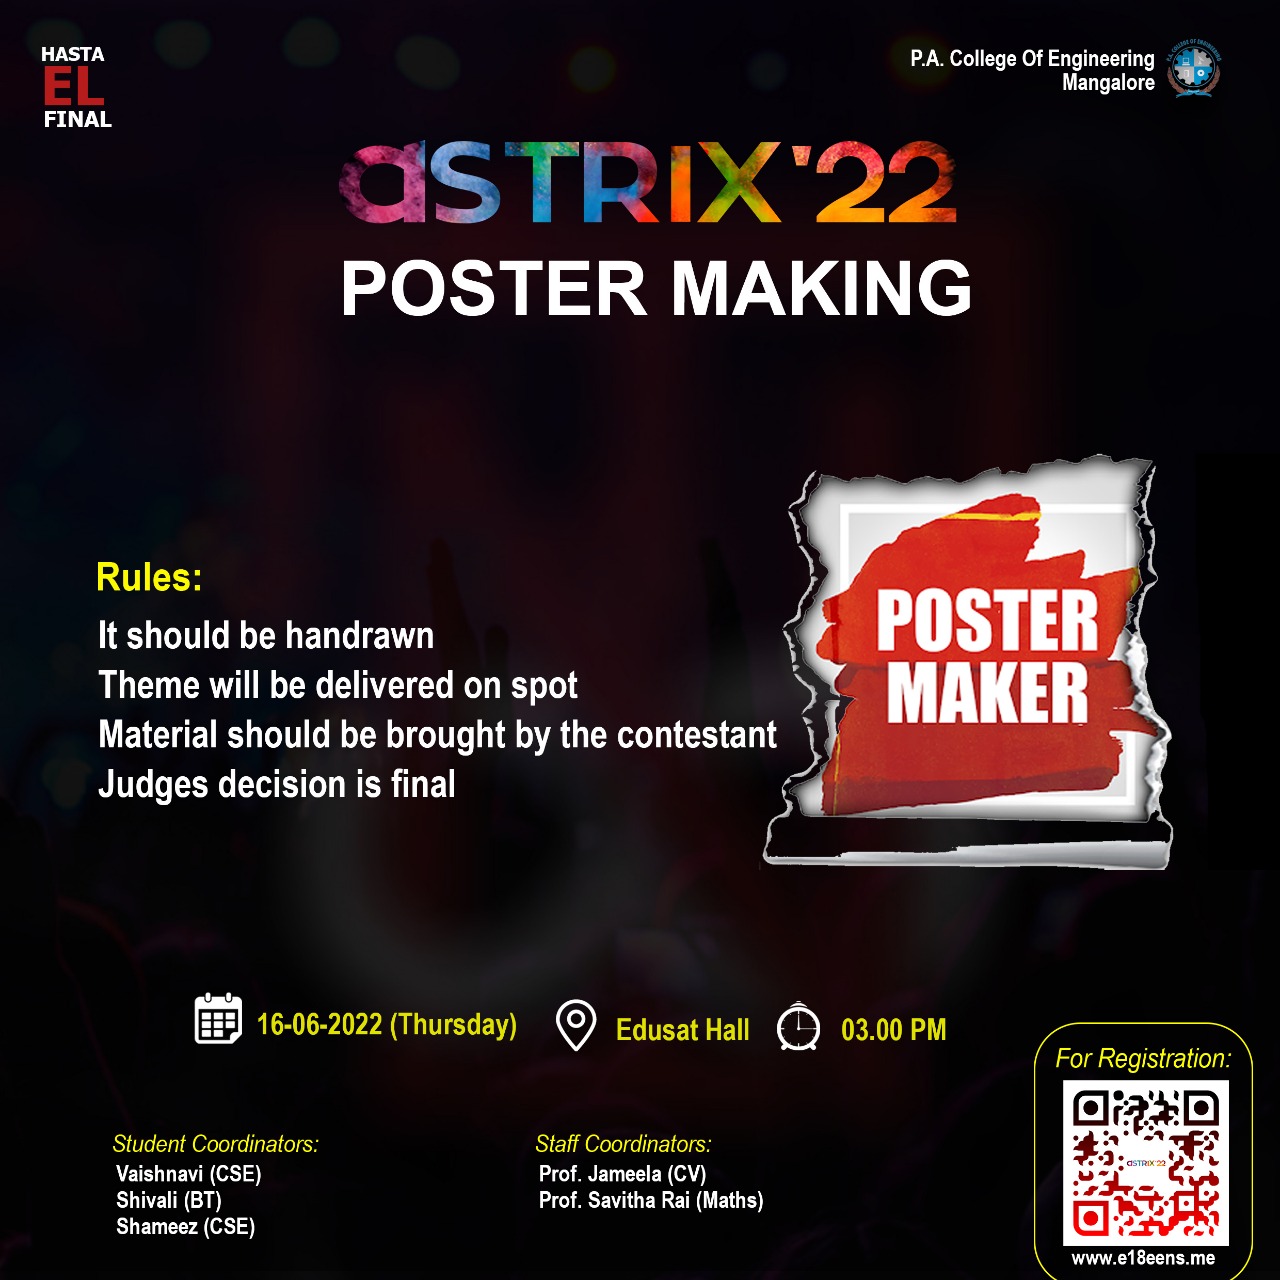 HASTA
EL
FINAL
P.A. College Of Engineering
Mangalore
aSTRIX'22
POSTER MAKING
Rules:
It should be handrawn
Theme will be delivered on spot
Material should be brought by the contestant
Judges decision is final
POSTER
MAKER
16-06-2022 (Thursday)
Edusat Hall
03.00 PM
For Registration:
aSTRIX'22
www.e18eens.me
Student Coordinators:
Vaishnavi (CSE)
Shivali (BT)
Shameez (CSE)
Staff Coordinators:
Prof. Jameela (CV)
Prof. Savitha Rai (Maths)